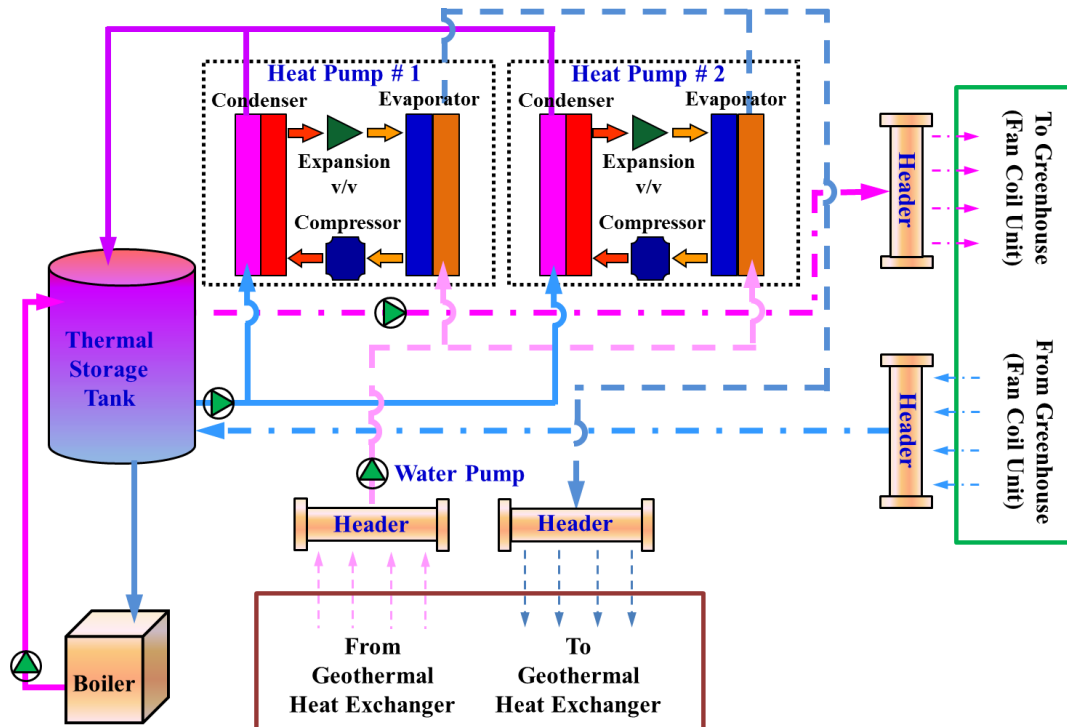 Heat Pump # 1
Condenser
Evaporator
Expansion
v/v
Compressor
Heat Pump # 2
Condenser
Evaporator
Expansion
v/v
Compressor
Header
To Greenhouse
(Fan Coil Unit)
Thermal
Storage
Tank
Header
From Greenhouse
(Fan Coil Unit)
Water Pump
Header
Header
Boiler
From
Geothermal
Heat Exchanger
To
Geothermal
Heat Exchanger